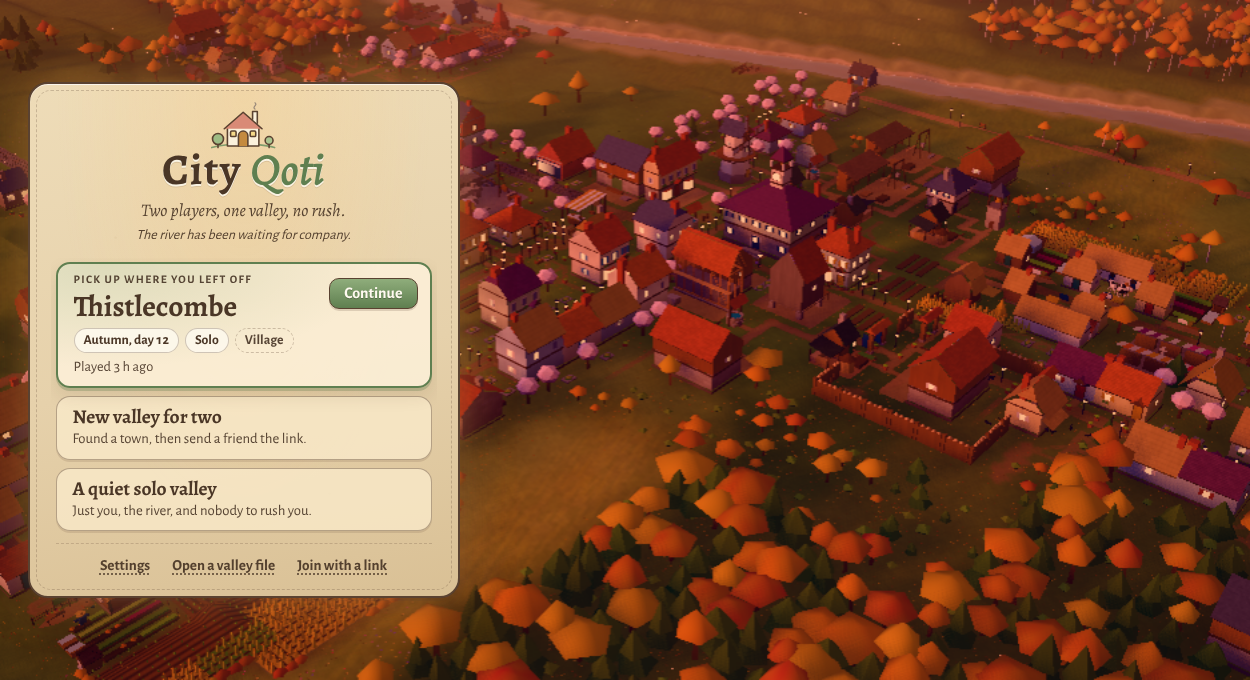 City Qoti
Two players, one valley, no rush.
The river has been waiting for company.
PICK UP WHERE YOU LEFT OFF
Thistlecombe
Continue
Autumn, day 12
Solo
Village
Played 3 h ago
New valley for two
Found a town, then send a friend the link.
A quiet solo valley
Just you, the river, and nobody to rush you.
Settings
Open a valley file
Join with a link